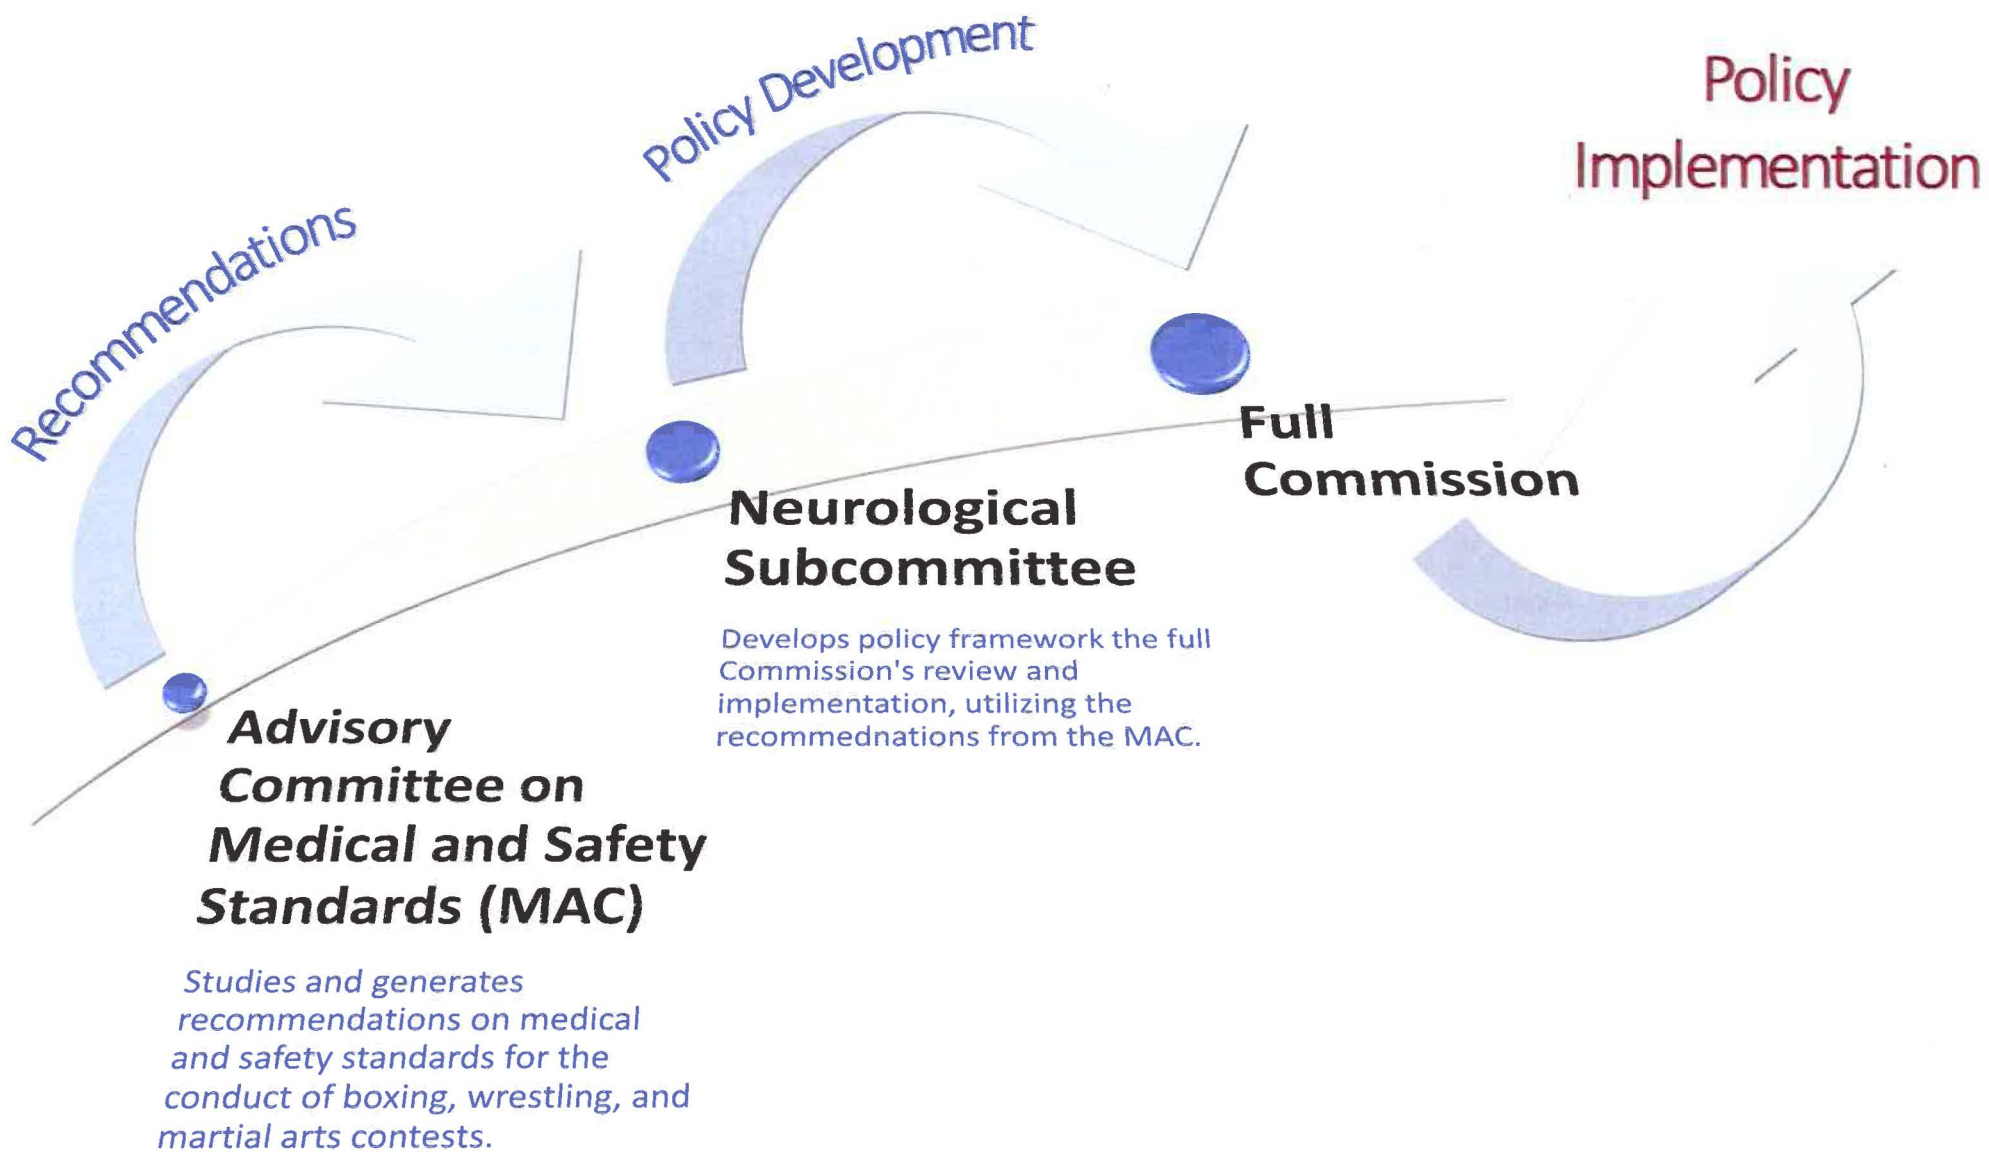 Recommendations
Policy Development
Policy
Implementation
Full
Commission
Neurological
Subcommittee
Develops policy framework the full
Commission's review and
implementation, utilizing the
recommednations from the MAC.
Advisory
Committee on
Medical and Safety
Standards (MAC)
Studies and generates
recommendations on medical
and safety standards for the
conduct of boxing, wrestling, and
martial arts contests.